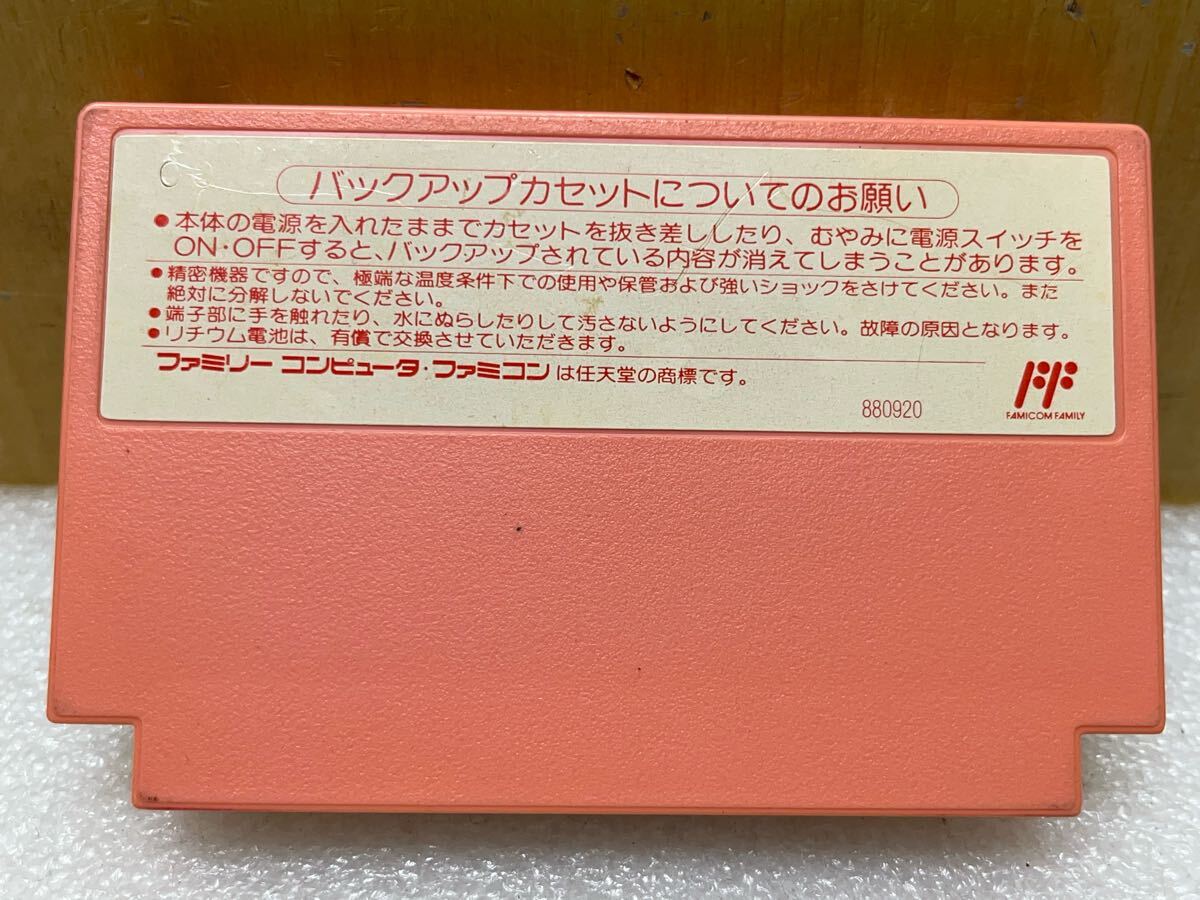 バックアップカセットについてのお願い
●本体の電源を入れたままでカセットを抜き差ししたり、むやみに電源スイッチを
ON・OFFすると、バックアップされている内容が消えてしまうことがあります。
●精密機器ですので、極端な温度条件下での使用や保管および強いショックをさけてください。また
絶対に分解しないでください。
●端子部に手を触れたり、水にぬらしたりして汚さないようにしてください。故障の原因となります。
●リチウム電池は、有償で交換させていただきます。
ファミリー コンピュータ・ファミコン は任天堂の商標です。
880920
FAMICOM FAMILY